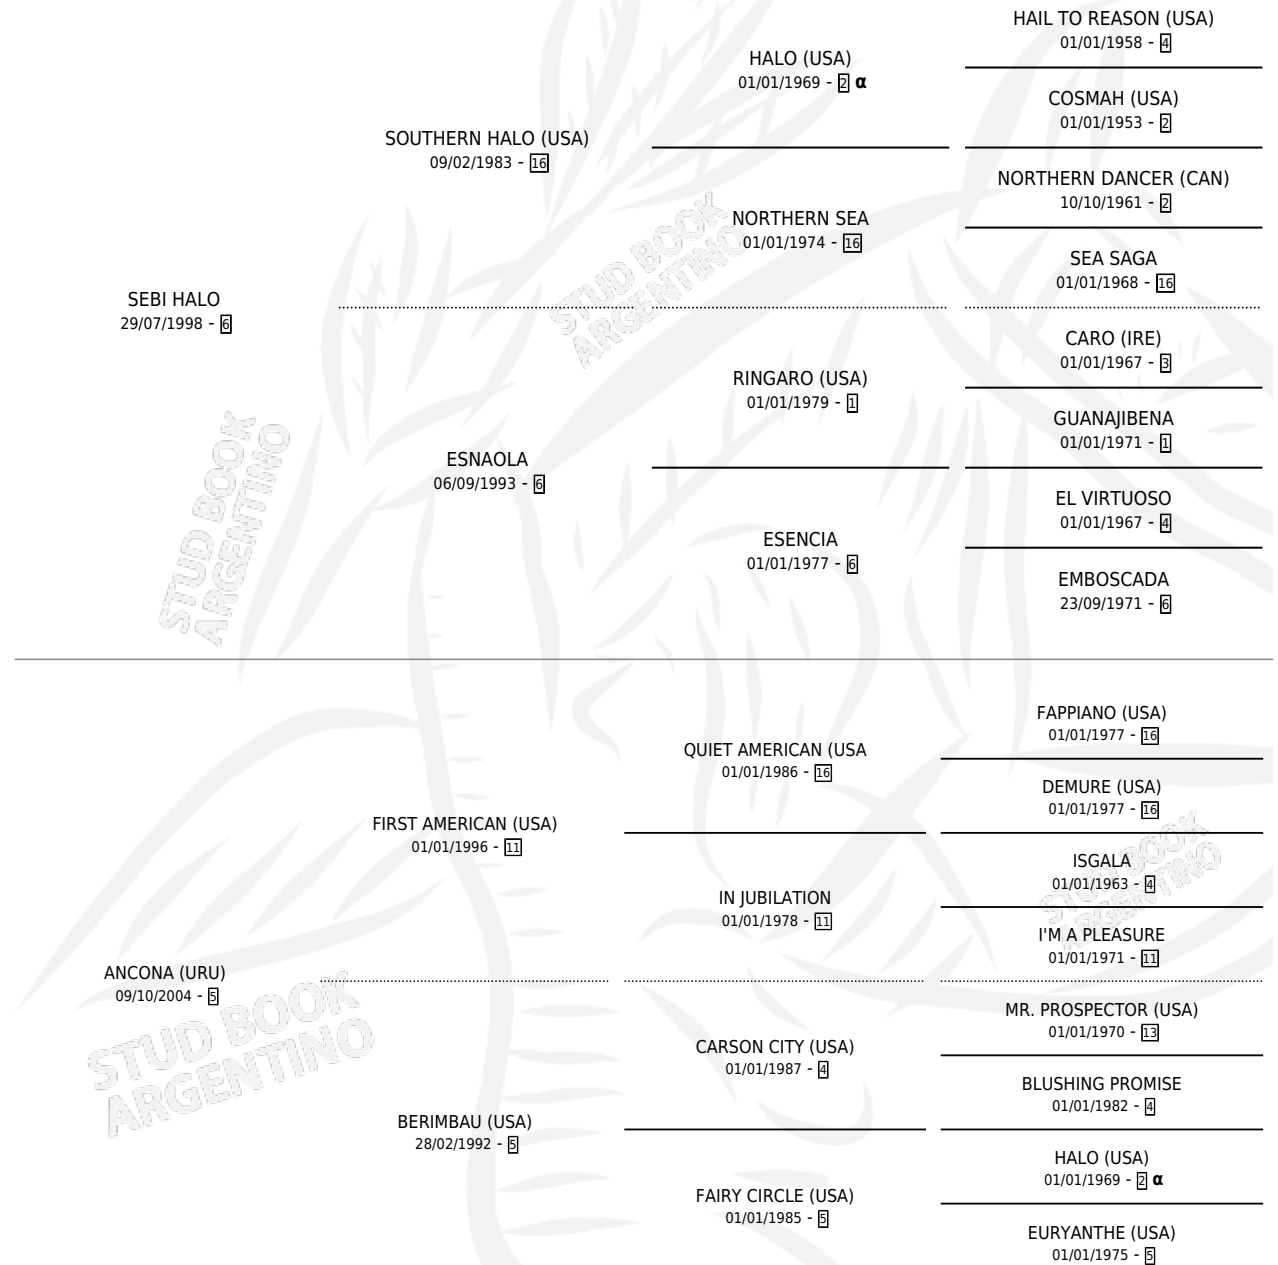 HAIL TO REASON (USA)
01/01/1958 - 4
HALO (USA)
01/01/1969 - 2 α
COSMAH (USA)
01/01/1953 - 2
SOUTHERN HALO (USA)
09/02/1983 - 16
NORTHERN DANCER (CAN)
10/10/1961 - 2
NORTHERN SEA
01/01/1974 - 16
SEA SAGA
01/01/1968 - 16
STUD BOOK
ARGENTINO
SEBI HALO
29/07/1998 - 6
CARO (IRE)
01/01/1967 - 3
RINGARO (USA)
01/01/1979 - 1
GUANAJIBENA
01/01/1971 - 1
ESNAOLA
06/09/1993 - 6
EL VIRTUOSO
01/01/1967 - 4
ESENCIA
01/01/1977 - 6
EMBOSCADA
23/09/1971 - 6
STUD BOOK
ARGENTINO
FAPPIANO (USA)
01/01/1977 - 16
QUIET AMERICAN (USA
01/01/1986 - 16
DEMURE (USA)
01/01/1977 - 16
FIRST AMERICAN (USA)
01/01/1996 - 11
ISGALA
01/01/1963 - 4
IN JUBILATION
01/01/1978 - 11
I'M A PLEASURE
01/01/1971 - 11
STUD BOOK
ARGENTINO
ANCONA (URU)
09/10/2004 - 5
STUD BOOK
ARGENTINO
MR. PROSPECTOR (USA)
01/01/1970 - 13
CARSON CITY (USA)
01/01/1987 - 4
BLUSHING PROMISE
01/01/1982 - 4
BERIMBAU (USA)
28/02/1992 - 5
HALO (USA)
01/01/1969 - 2 α
FAIRY CIRCLE (USA)
01/01/1985 - 5
EURYANTHE (USA)
01/01/1975 - 5